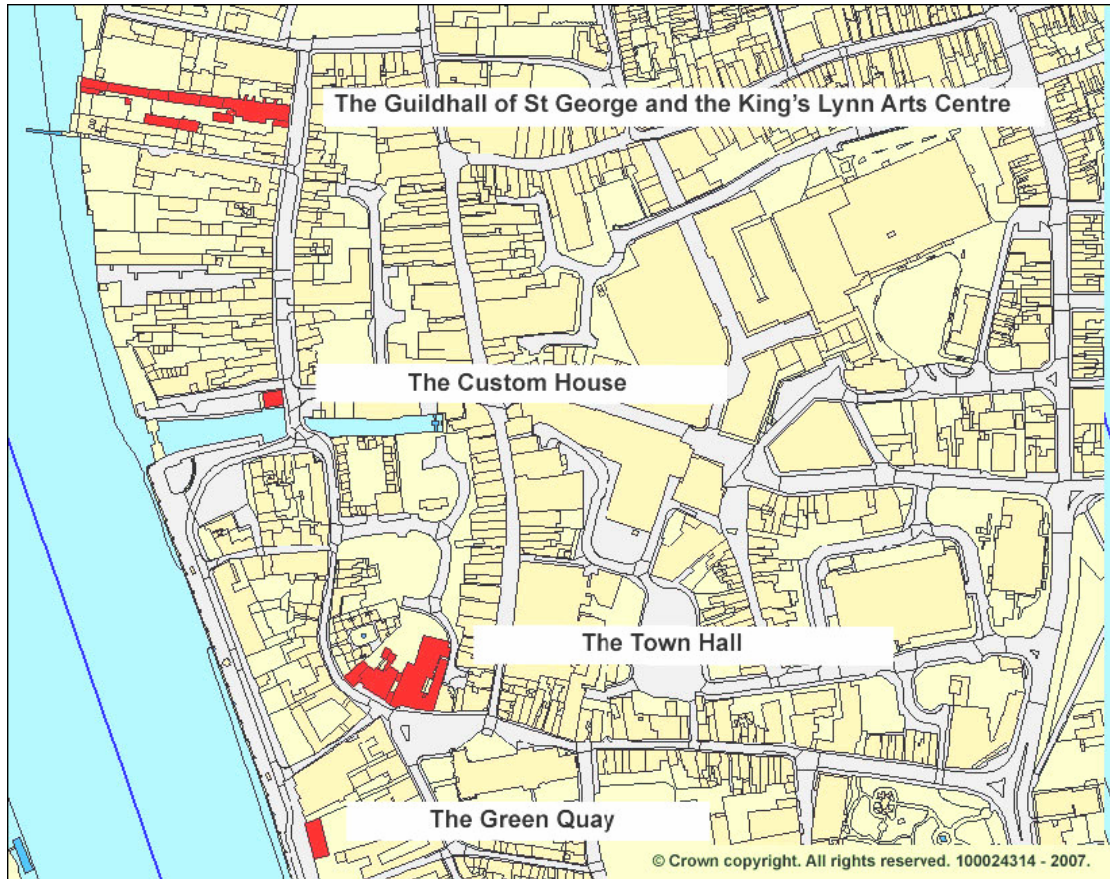 The Guildhall of St George and the King's Lynn Arts Centre
The Custom House
The Town Hall
The Green Quay
© Crown copyright. All rights reserved. 100024314 - 2007.